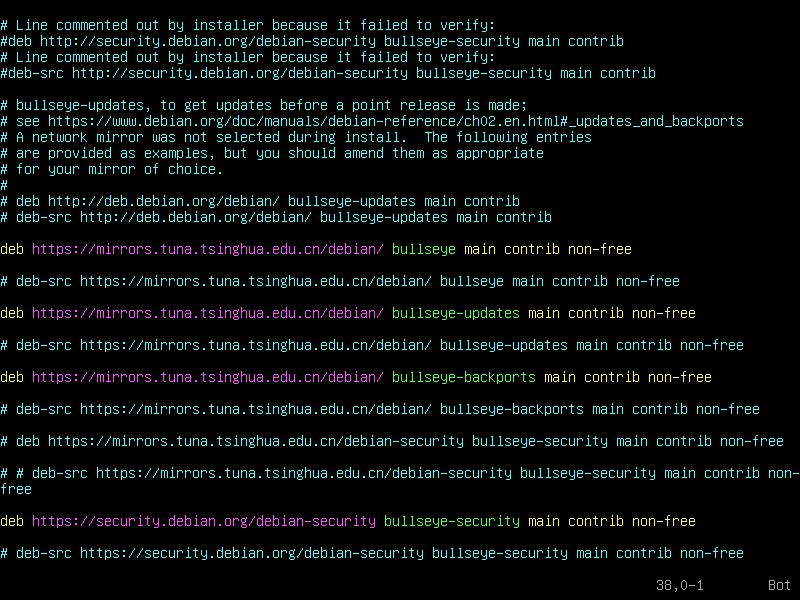 # Line commented out by installer because it failed to verify:
#deb http://security.debian.org/debian-security bullseye-security main contrib
# Line commented out by installer because it failed to verify:
#deb-src http://security.debian.org/debian-security bullseye-security main contrib
# bullseye-updates, to get updates before a point release is made;
# see https://www.debian.org/doc/manuals/debian-reference/ch02.en.html#_updates_and_backports
# A network mirror was not selected during install.  The following entries
# are provided as examples, but you should amend them as appropriate
# for your mirror of choice.
#
# deb http://deb.debian.org/debian/ bullseye-updates main contrib
# deb-src http://deb.debian.org/debian/ bullseye-updates main contrib
deb https://mirrors.tuna.tsinghua.edu.cn/debian/ bullseye main contrib non-free
# deb-src https://mirrors.tuna.tsinghua.edu.cn/debian/ bullseye main contrib non-free
deb https://mirrors.tuna.tsinghua.edu.cn/debian/ bullseye-updates main contrib non-free
# deb-src https://mirrors.tuna.tsinghua.edu.cn/debian/ bullseye-updates main contrib non-free
deb https://mirrors.tuna.tsinghua.edu.cn/debian/ bullseye-backports main contrib non-free
# deb-src https://mirrors.tuna.tsinghua.edu.cn/debian/ bullseye-backports main contrib non-free
# deb https://mirrors.tuna.tsinghua.edu.cn/debian-security bullseye-security main contrib non-free
# # deb-src https://mirrors.tuna.tsinghua.edu.cn/debian-security bullseye-security main contrib non-
free
deb https://security.debian.org/debian-security bullseye-security main contrib non-free
# deb-src https://security.debian.org/debian-security bullseye-security main contrib non-free
38,0-1 Bot